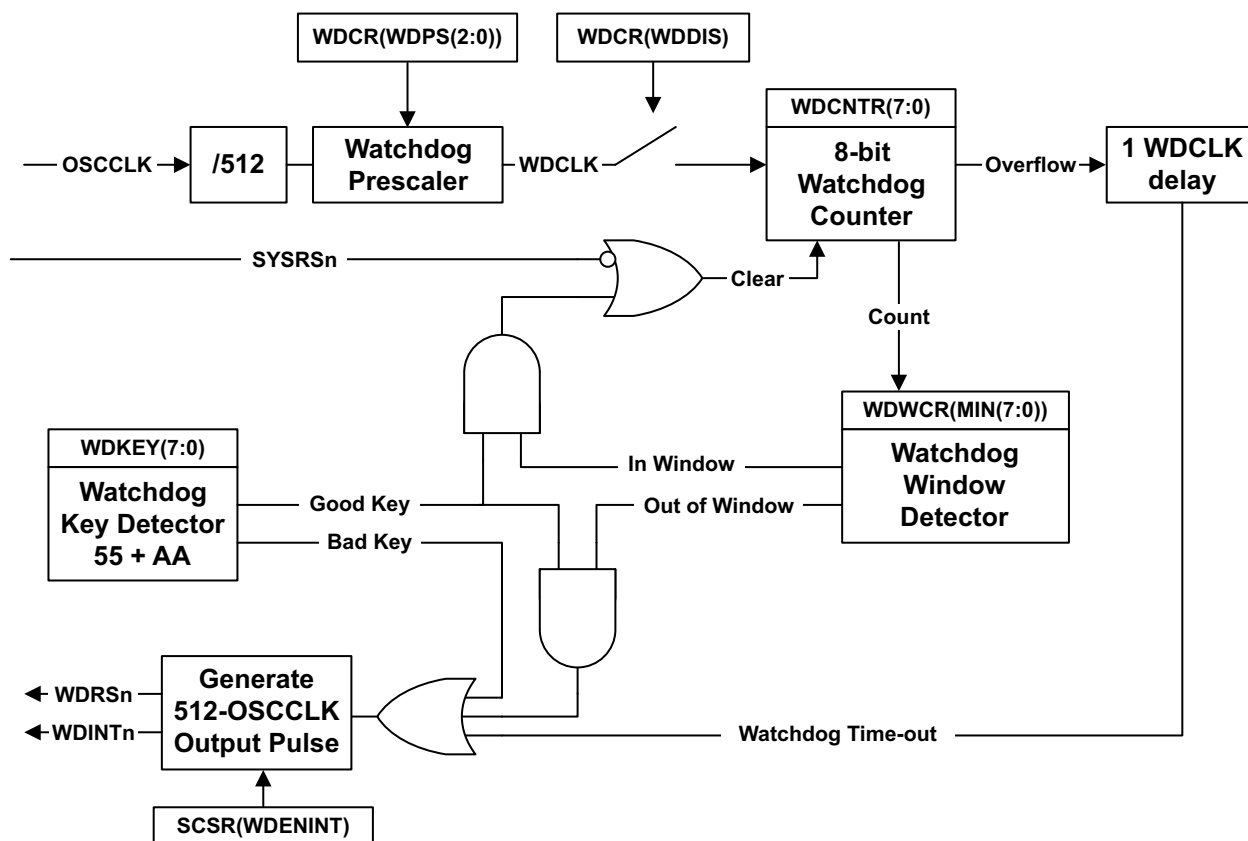 WDCR(WDPS(2:0))
WDCR(WDDIS)
WDCNTR(7:0)
OSCCLK
/512
Watchdog
Prescaler
WDCLK
8-bit
Watchdog
Counter
Overflow
1 WDCLK
delay
SYSRSn
Clear
Count
WDWCR(MIN(7:0))
Watchdog
Window
Detector
WDKEY(7:0)
Watchdog
Key Detector
55 + AA
In Window
Good Key
Out of Window
Bad Key
WDRSn
WDINTn
Generate
512-OSCCLK
Output Pulse
Watchdog Time-out
SCSR(WDENINT)